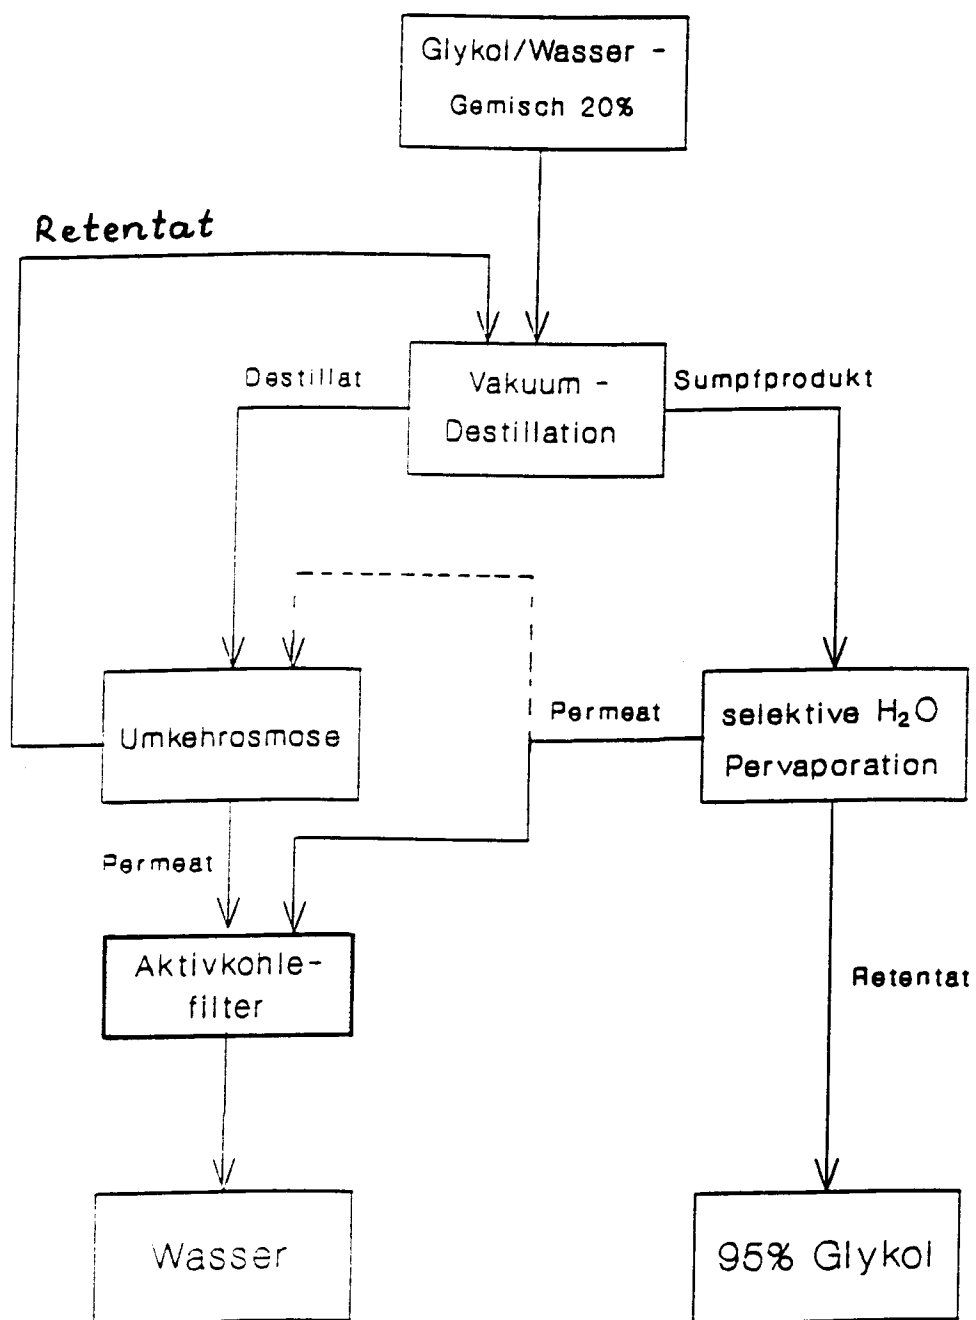 Glykol/Wasser -
Gemisch 20%
Retentat
Destillat
Vakuum -
Destillation
Sumpfprodukt
Umkehrosmose
Permeat
selektive H₂O
Pervaporation
Permeat
Aktivkohle-
filter
Retentat
Wasser
95% Glykol